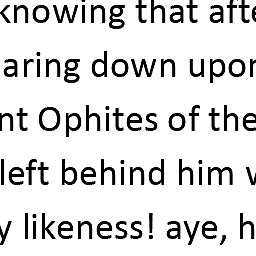 knowing that afte
aring down upon
nt Ophites of the
left behind him w
y likeness! aye, h